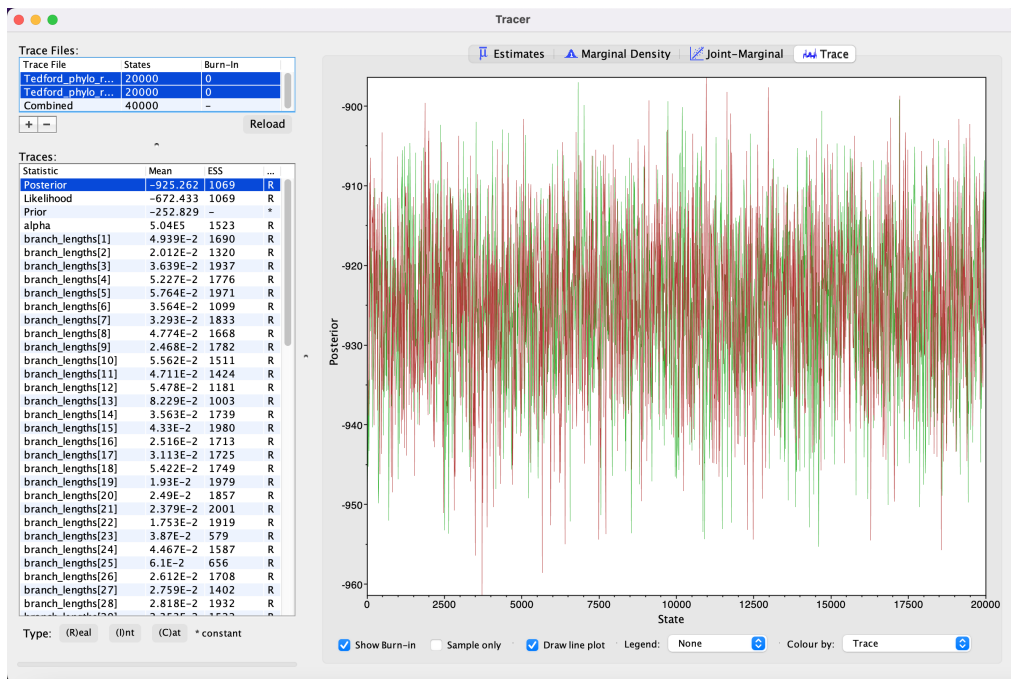 Tracer
Trace Files:
Trace File States Burn-In
Tedford_phylo_r... 20000 0
Tedford_phylo_r... 20000 0
Combined 40000 –
+ − Reload
Traces:
Statistic Mean ESS ...
Posterior −925.262 1069 R
Likelihood −672.433 1069 R
Prior −252.829 – *
alpha 5.04E5 1523 R
branch_lengths[1] 4.939E-2 1690 R
branch_lengths[2] 2.012E-2 1320 R
branch_lengths[3] 3.639E-2 1937 R
branch_lengths[4] 5.227E-2 1776 R
branch_lengths[5] 5.764E-2 1971 R
branch_lengths[6] 3.564E-2 1099 R
branch_lengths[7] 3.293E-2 1833 R
branch_lengths[8] 4.774E-2 1668 R
branch_lengths[9] 2.468E-2 1782 R
branch_lengths[10] 5.562E-2 1511 R
branch_lengths[11] 4.711E-2 1424 R
branch_lengths[12] 5.478E-2 1181 R
branch_lengths[13] 8.229E-2 1003 R
branch_lengths[14] 3.563E-2 1739 R
branch_lengths[15] 4.33E-2 1980 R
branch_lengths[16] 2.516E-2 1713 R
branch_lengths[17] 3.113E-2 1725 R
branch_lengths[18] 5.422E-2 1749 R
branch_lengths[19] 1.93E-2 1979 R
branch_lengths[20] 2.49E-2 1857 R
branch_lengths[21] 2.379E-2 2001 R
branch_lengths[22] 1.753E-2 1919 R
branch_lengths[23] 3.87E-2 579 R
branch_lengths[24] 4.467E-2 1587 R
branch_lengths[25] 6.1E-2 656 R
branch_lengths[26] 2.612E-2 1708 R
branch_lengths[27] 2.759E-2 1402 R
branch_lengths[28] 2.818E-2 1932 R
Type: (R)eal (I)nt (C)at * constant
Estimates Marginal Density Joint-Marginal Trace
-900
-910
-920
-930
-940
-950
-960
Posterior
0 2500 5000 7500 10000 12500 15000 17500 20000
State
Show Burn-in Sample only Draw line plot Legend: None Colour by: Trace